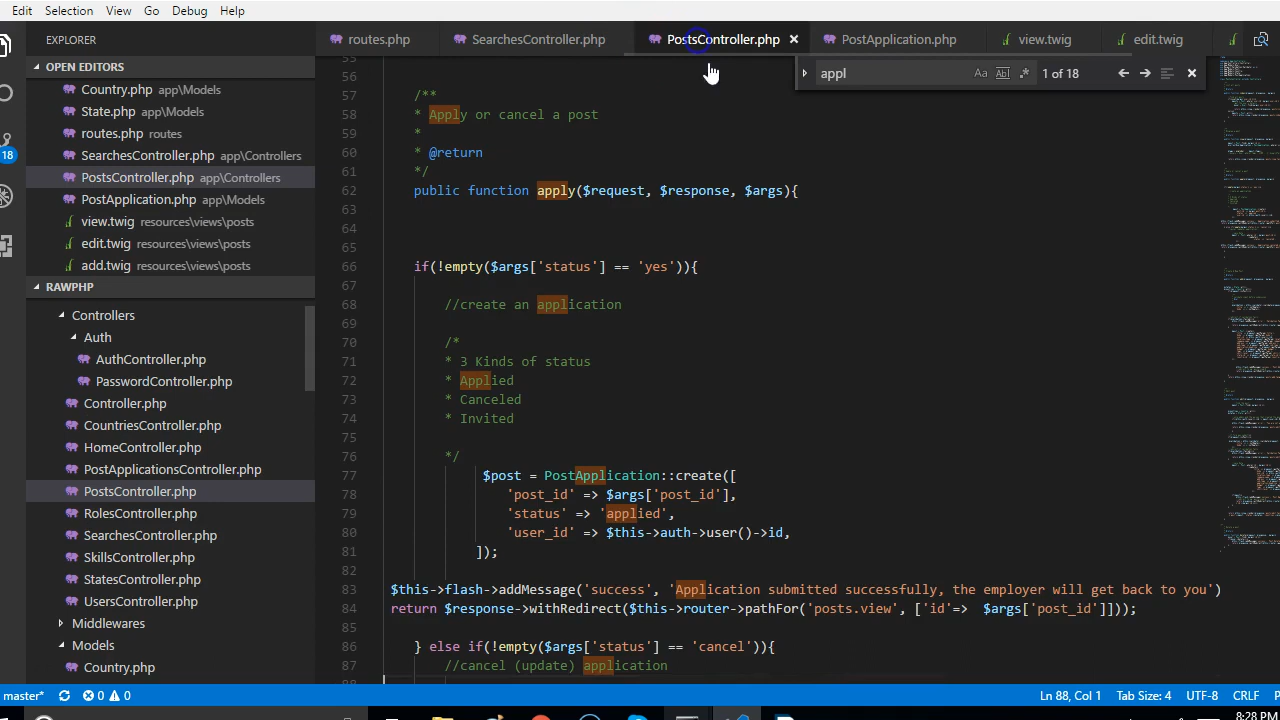 Edit Selection View Go Debug Help
EXPLORER
routes.php SearchesController.php PostsController.php PostApplication.php view.twig edit.twig
OPEN EDITORS
appl Aa Abl .* 1 of 18
Country.php app\Models
State.php app\Models
routes.php routes
SearchesController.php app\Controllers
PostsController.php app\Controllers
PostApplication.php app\Models
view.twig resources\views\posts
edit.twig resources\views\posts
add.twig resources\views\posts
18
RAWPHP
Controllers
Auth
AuthController.php
PasswordController.php
Controller.php
CountriesController.php
HomeController.php
PostApplicationsController.php
PostsController.php
RolesController.php
SearchesController.php
SkillsController.php
StatesController.php
UsersController.php
Middlewares
Models
Country.php
55
56
57 /**
58 * Apply or cancel a post
59 *
60 * @return
61 */
62 public function apply($request, $response, $args){
63
64
65
66 if(!empty($args['status'] == 'yes')){
67
68 //create an application
69
70 /*
71 * 3 Kinds of status
72 * Applied
73 * Canceled
74 * Invited
75
76 */
77 $post = PostApplication::create([
78 'post_id' => $args['post_id'],
79 'status' => 'applied',
80 'user_id' => $this->auth->user()->id,
81 ]);
82
83 $this->flash->addMessage('success', 'Application submitted successfully, the employer will get back to you')
84 return $response->withRedirect($this->router->pathFor('posts.view', ['id'=> $args['post_id']]));
85
86 } else if(!empty($args['status'] == 'cancel')){
87 //cancel (update) application
88
master* 0 0 Ln 88, Col 1 Tab Size: 4 UTF-8 CRLF P
8:28 PM